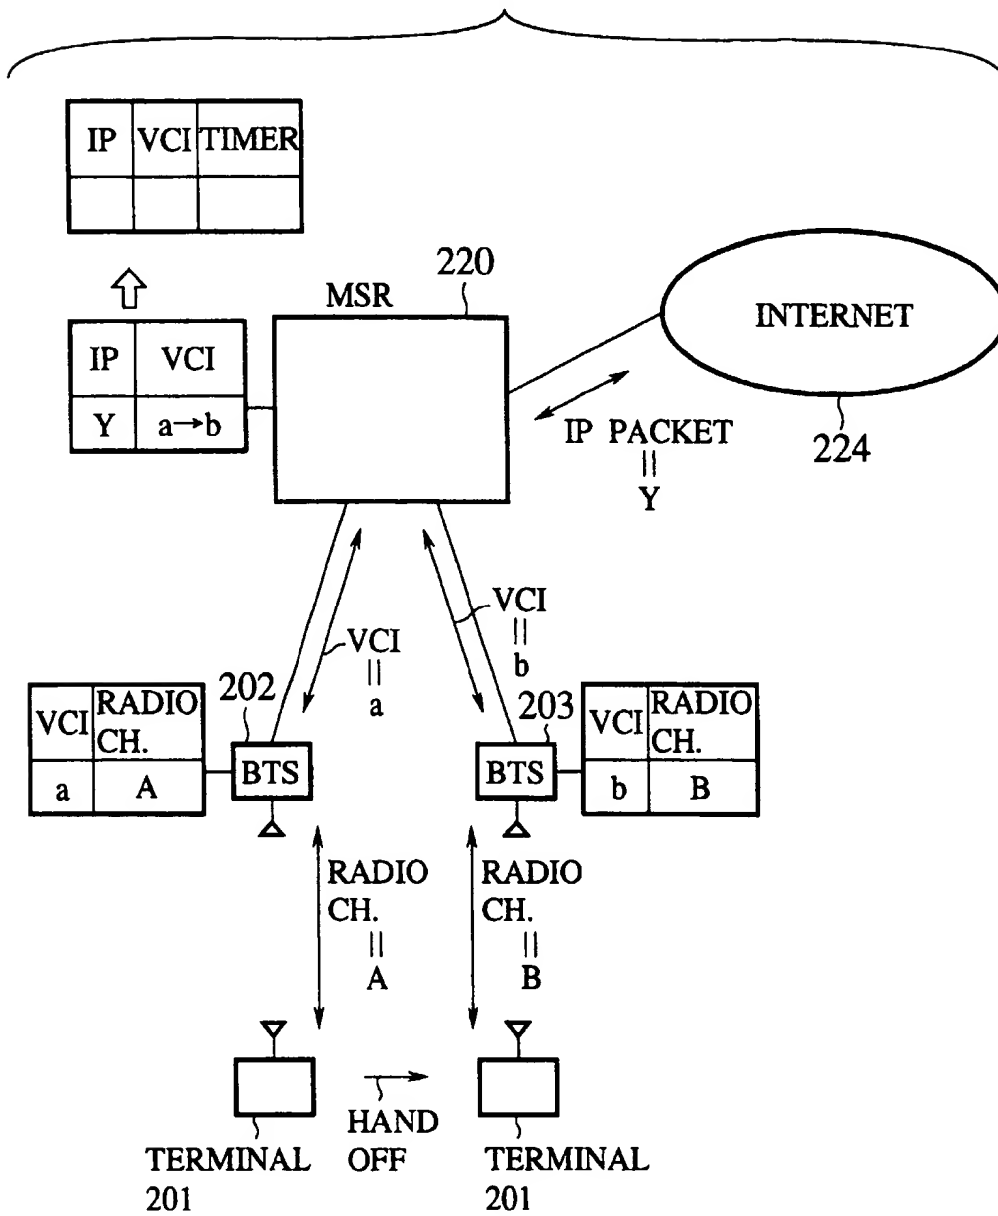 IP VCI TIMER
220
MSR
INTERNET
IP VCI
Y a→b
IP PACKET
||
Y
224
VCI
||
a
VCI
||
b
202
203
VCI RADIO CH.
a A
BTS
BTS
VCI RADIO CH.
b B
RADIO
CH.
||
A
RADIO
CH.
||
B
HAND
OFF
TERMINAL
201
TERMINAL
201